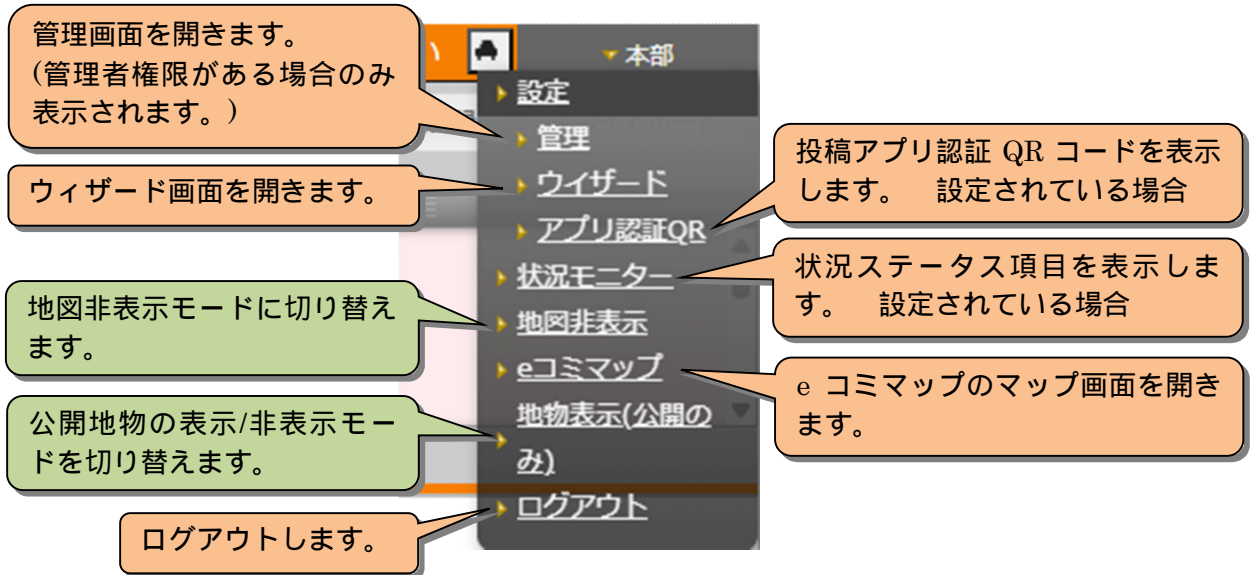 管理画面を開きます。
(管理者権限がある場合のみ
表示されます。)
ウィザード画面を開きます。
地図非表示モードに切り替え
ます。
公開地物の表示/非表示モー
ドを切り替えます。
ログアウトします。
い
本部
設定
管理
ウイザード
アプリ認証QR
状況モニター
地図非表示
eコミマップ
地物表示(公開の
み)
ログアウト
投稿アプリ認証 QR コードを表示
します。 設定されている場合
状況ステータス項目を表示しま
す。 設定されている場合
e コミマップのマップ画面を開き
ます。